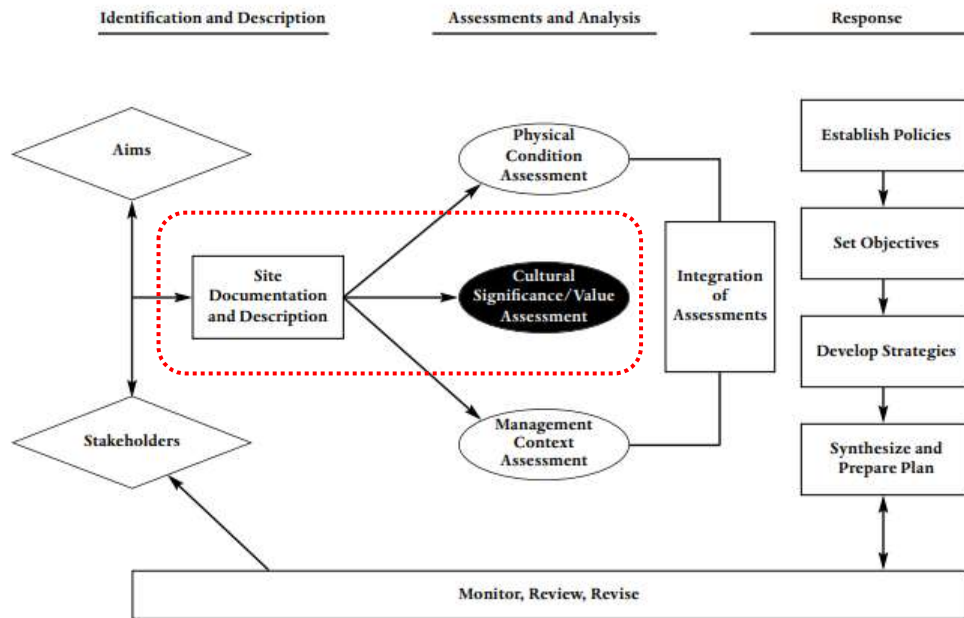 Identification and Description
Assessments and Analysis
Response
Aims
Physical
Condition
Assessment
Establish Policies
Site
Documentation
and Description
Cultural
Significance/Value
Assessment
Integration
of
Assessments
Set Objectives
Develop Strategies
Stakeholders
Management
Context
Assessment
Synthesize and
Prepare Plan
Monitor, Review, Revise